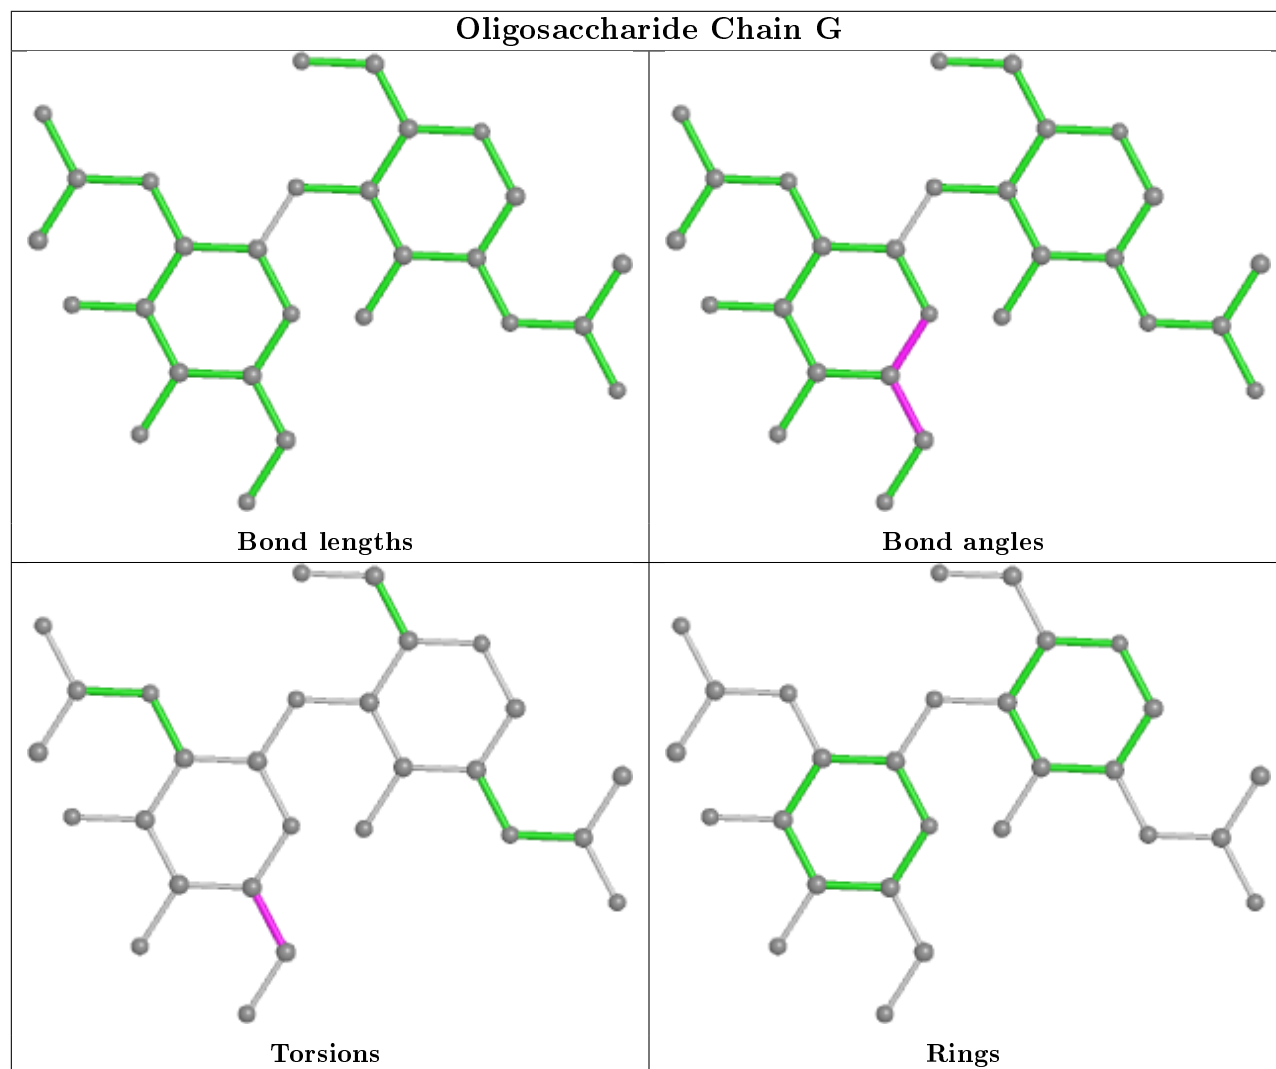 Oligosaccharide Chain G
Bond lengths
Bond angles
Torsions
Rings